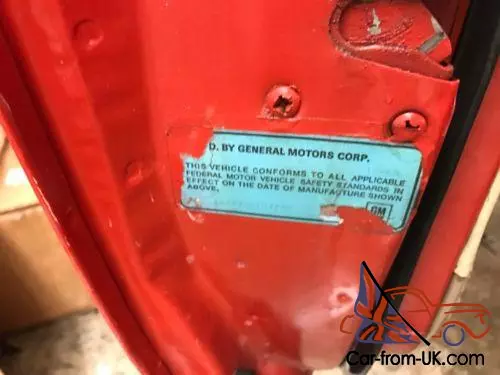 D. BY GENERAL MOTORS CORP.
THIS VEHICLE CONFORMS TO ALL APPLICABLE
FEDERAL MOTOR VEHICLE SAFETY STANDARDS IN
EFFECT ON THE DATE OF MANUFACTURE SHOWN
ABOVE.
GM
Car-from-UK.com